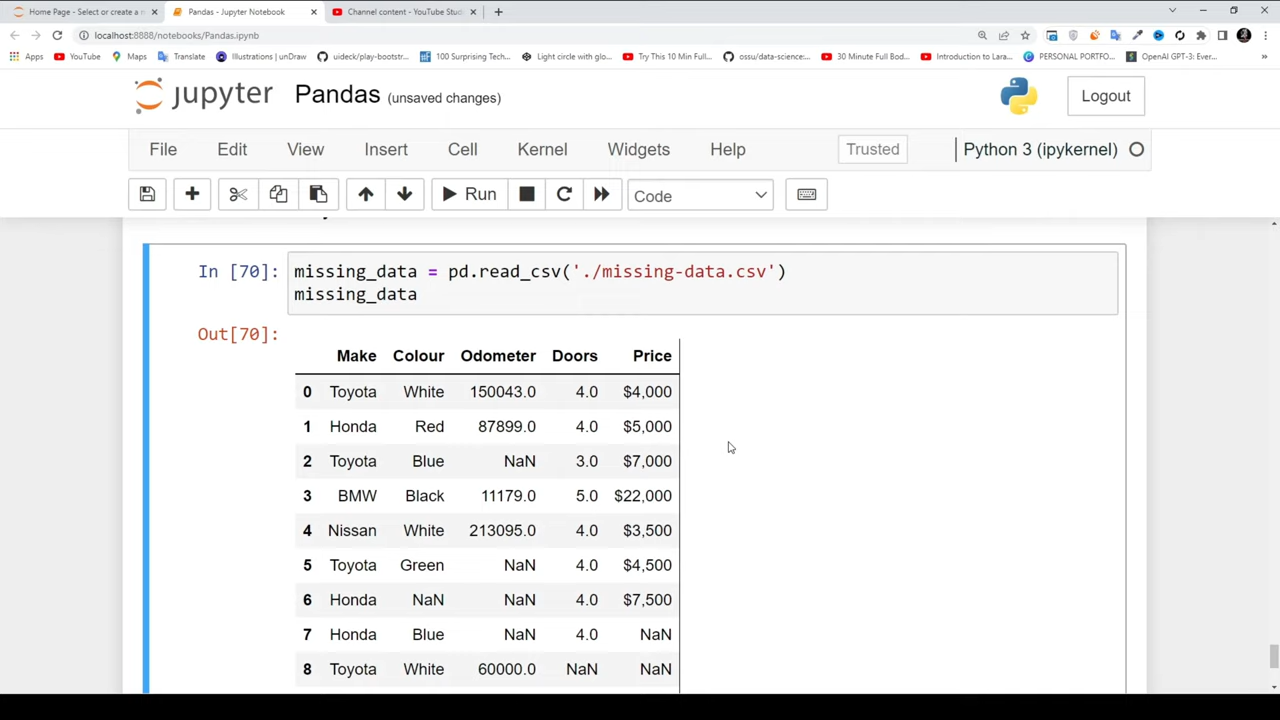 Home Page - Select or create a n
Pandas - Jupyter Notebook
Channel content - YouTube Stud
localhost:8888/notebooks/Pandas.ipynb
Apps YouTube Maps Translate Illustrations | unDraw uideck/play-bootstr... 100 Surprising Tech... Light circle with glo... Try This 10 Min Full... ossu/data-science:... 30 Minute Full Bod... Introduction to Lara... PERSONAL PORTFO... OpenAI GPT-3: Ever... »
jupyter Pandas (unsaved changes) Logout
File Edit View Insert Cell Kernel Widgets Help Trusted Python 3 (ipykernel)
Run Code
In [70]: missing_data = pd.read_csv('./missing-data.csv')
missing_data
Out[70]:
Make Colour Odometer Doors Price
0 Toyota White 150043.0 4.0 $4,000
1 Honda Red 87899.0 4.0 $5,000
2 Toyota Blue NaN 3.0 $7,000
3 BMW Black 11179.0 5.0 $22,000
4 Nissan White 213095.0 4.0 $3,500
5 Toyota Green NaN 4.0 $4,500
6 Honda NaN NaN 4.0 $7,500
7 Honda Blue NaN 4.0 NaN
8 Toyota White 60000.0 NaN NaN